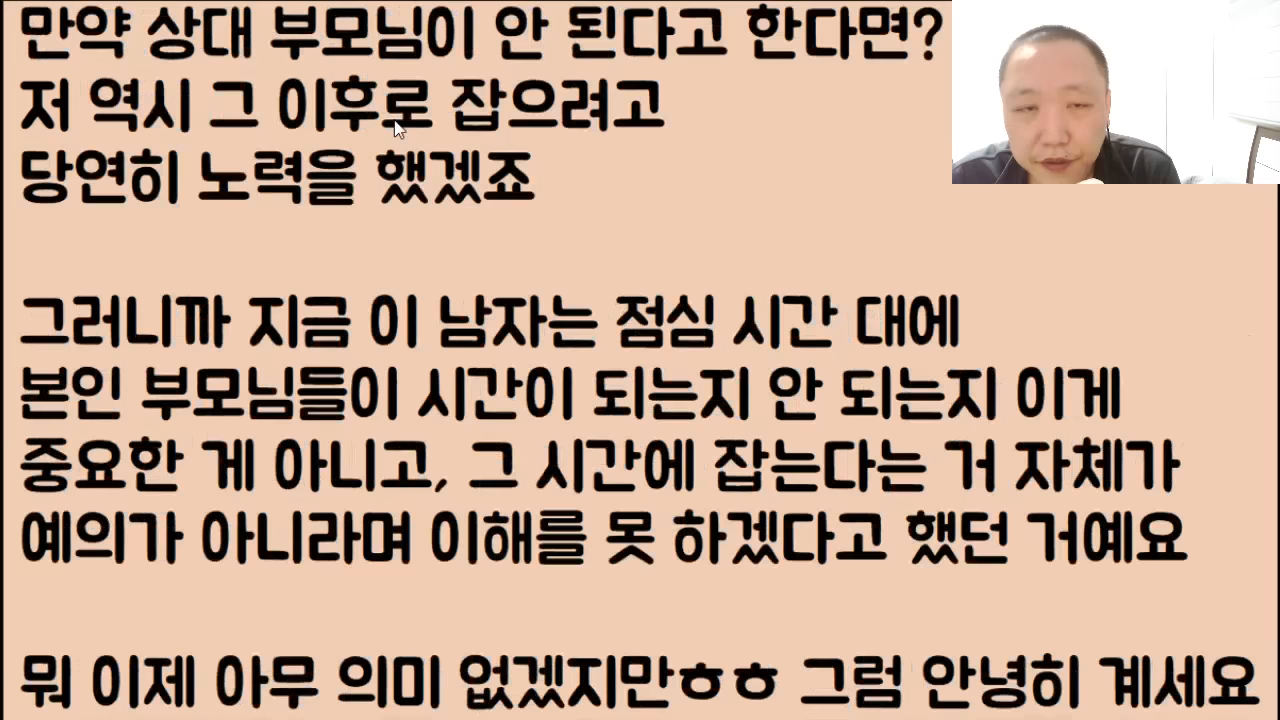 만약 상대 부모님이 안 된다고 한다면?
저 역시 그 이후로 잡으려고
당연히 노력을 했겠죠
그러니까 지금 이 남자는 점심 시간 대에
본인 부모님들이 시간이 되는지 안 되는지 이게
중요한 게 아니고, 그 시간에 잡는다는 거 자체가
예의가 아니라며 이해를 못 하겠다고 했던 거예요
뭐 이제 아무 의미 없겠지만ㅎㅎ 그럼 안녕히 계세요